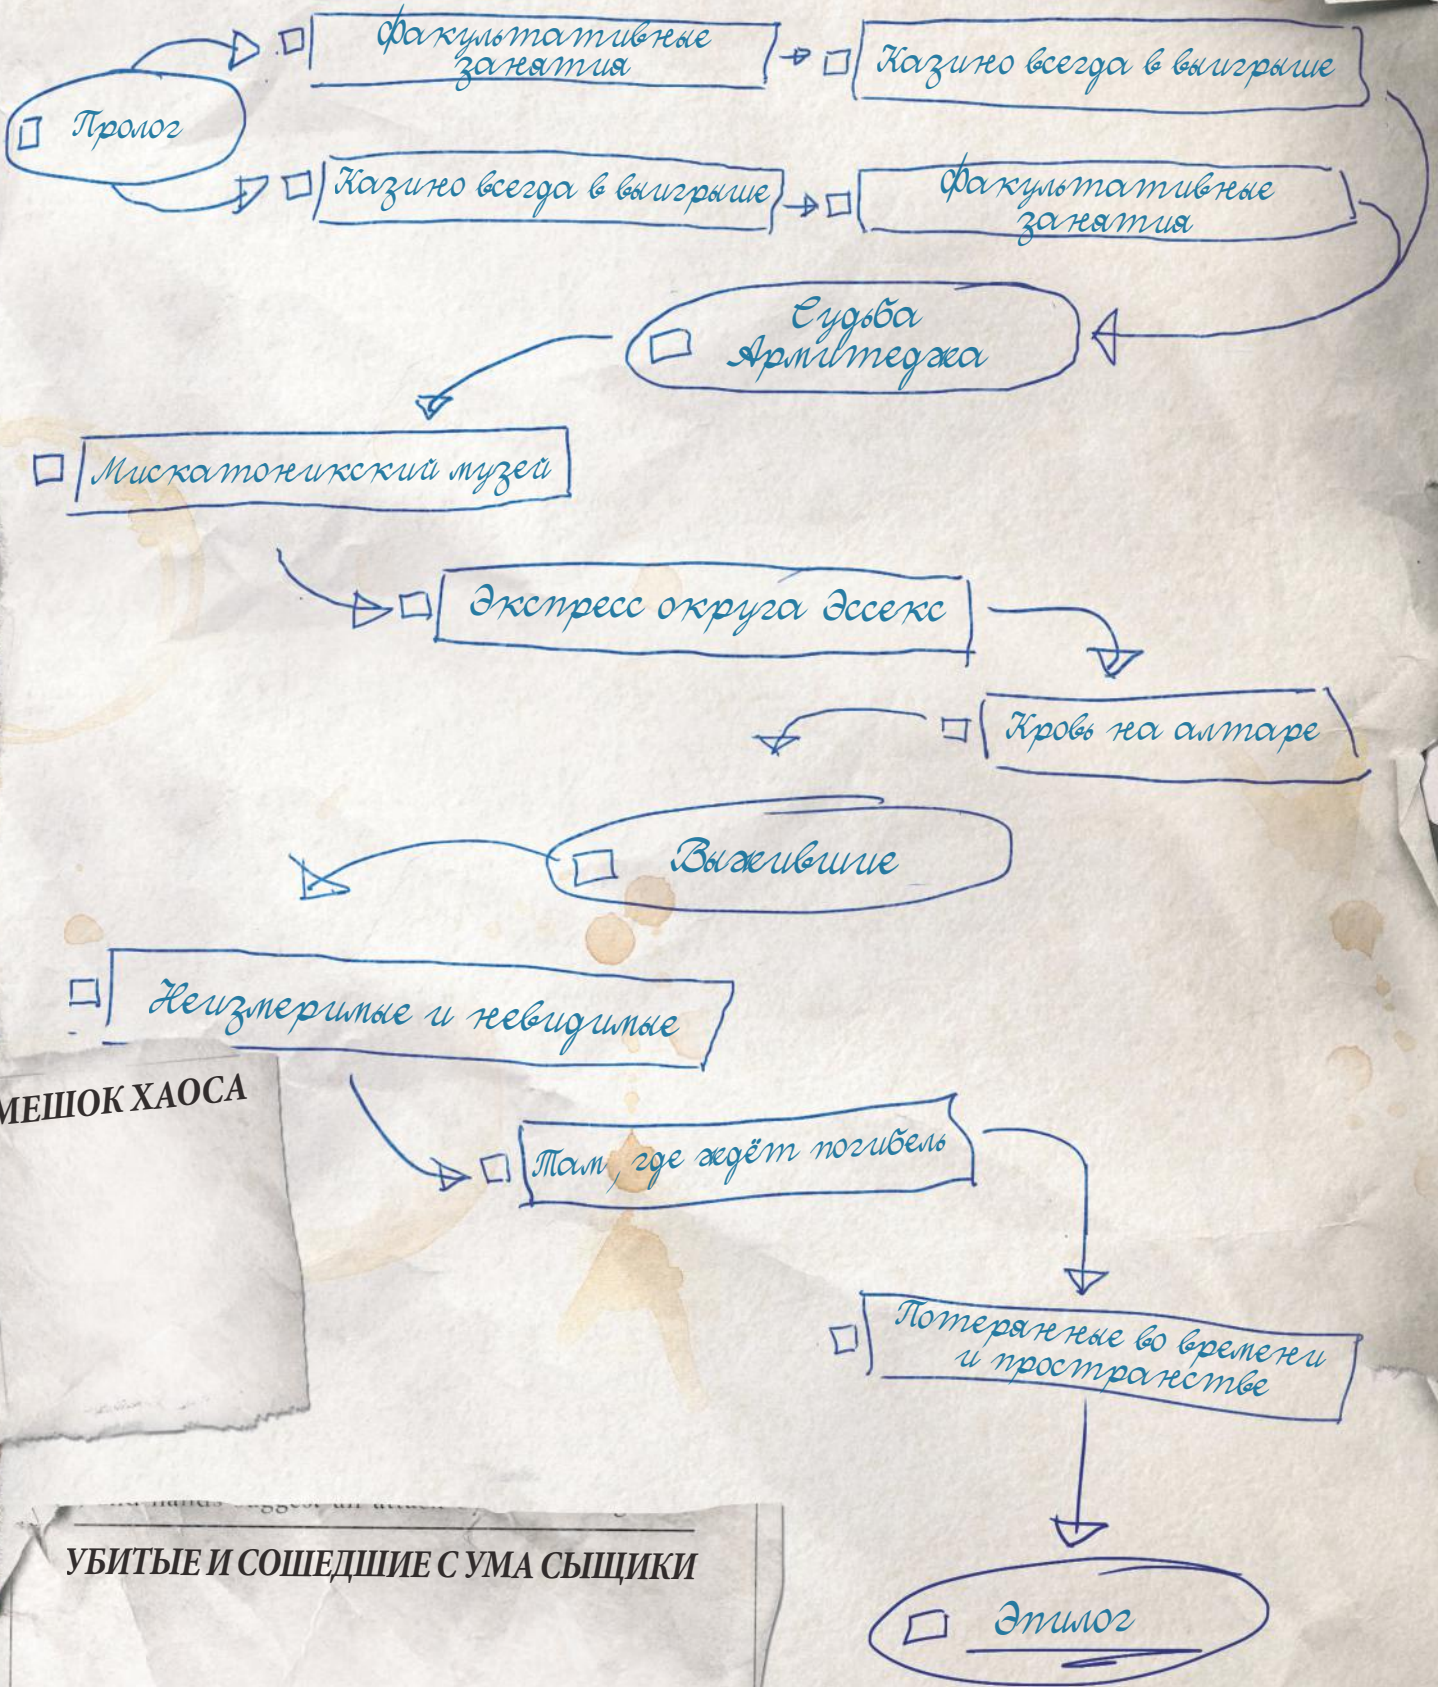 факультативные
занятия
Казино всегда в выигрыше
Пролог
Казино всегда в выигрыше
факультативные
занятия
Судьба
Армитеджа
Мискатоникский музей
Экспресс округа Эссекс
Кровь на алтаре
Выжившие
Неизмеримые и невидимые
МЕШОК ХАОСА
Там, где ждёт погибель
Потерянные во времени
и пространстве
УБИТЫЕ И СОШЕДШИЕ С УМА СЫЩИКИ
Эпилог